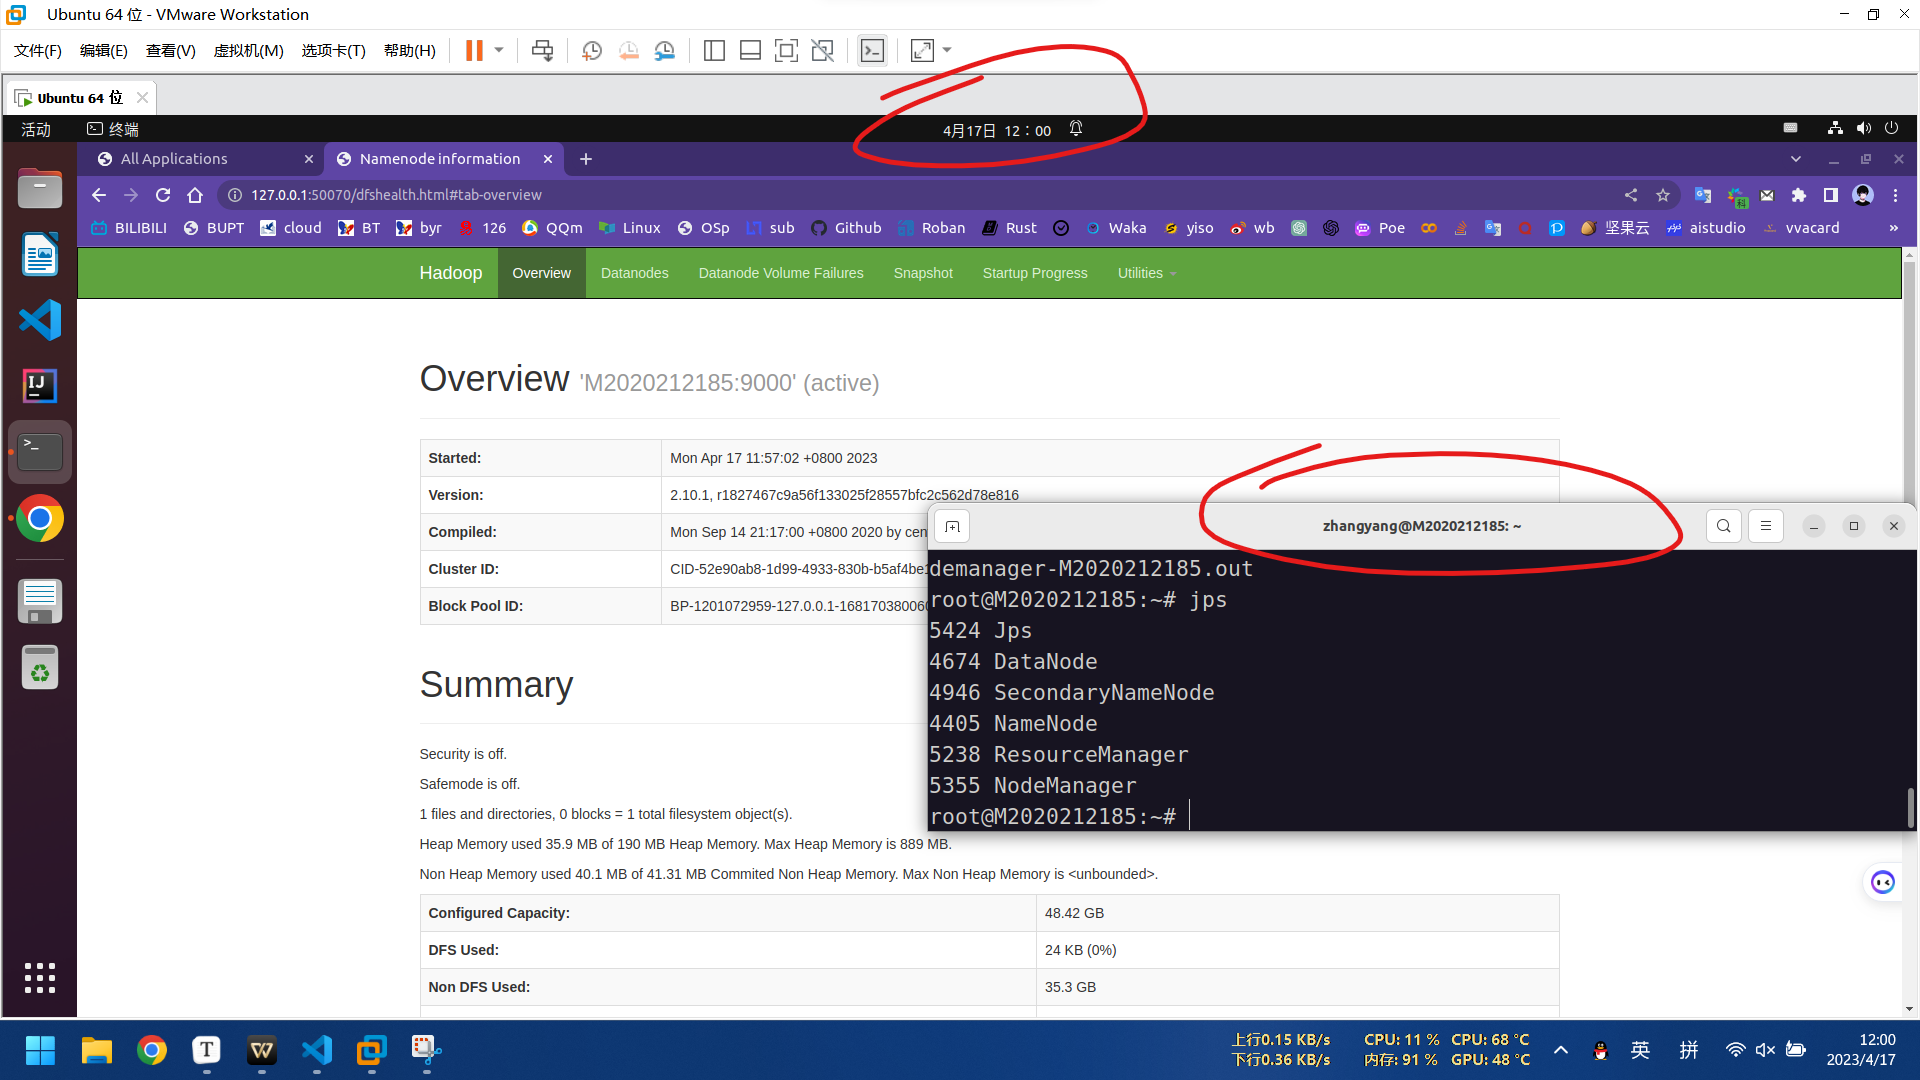 Ubuntu 64 位 - VMware Workstation
文件(F) 编辑(E) 查看(V) 虚拟机(M) 选项卡(T) 帮助(H)
Ubuntu 64 位
活动 终端 4月17日 12：00
All Applications Namenode information
127.0.0.1:50070/dfshealth.html#tab-overview
BILIBILI BUPT cloud BT byr 126 QQm Linux OSp sub Github Roban Rust Waka yiso wb Poe 坚果云 aistudio vvacard »
Hadoop Overview Datanodes Datanode Volume Failures Snapshot Startup Progress Utilities
Overview 'M2020212185:9000' (active)
Started: Mon Apr 17 11:57:02 +0800 2023
Version: 2.10.1, r1827467c9a56f133025f28557bfc2c562d78e816
Compiled: Mon Sep 14 21:17:00 +0800 2020 by cen
Cluster ID: CID-52e90ab8-1d99-4933-830b-b5af4be
Block Pool ID: BP-1201072959-127.0.0.1-168170380060
Summary
Security is off.
Safemode is off.
1 files and directories, 0 blocks = 1 total filesystem object(s).
Heap Memory used 35.9 MB of 190 MB Heap Memory. Max Heap Memory is 889 MB.
Non Heap Memory used 40.1 MB of 41.31 MB Commited Non Heap Memory. Max Non Heap Memory is <unbounded>.
Configured Capacity: 48.42 GB
DFS Used: 24 KB (0%)
Non DFS Used: 35.3 GB
zhangyang@M2020212185: ~
demanager-M2020212185.out
root@M2020212185:~# jps
5424 Jps
4674 DataNode
4946 SecondaryNameNode
4405 NameNode
5238 ResourceManager
5355 NodeManager
root@M2020212185:~#
上行0.15 KB/s CPU: 11 % CPU: 68 °C
下行0.36 KB/s 内存: 91 % GPU: 48 °C
英 拼
12:00
2023/4/17